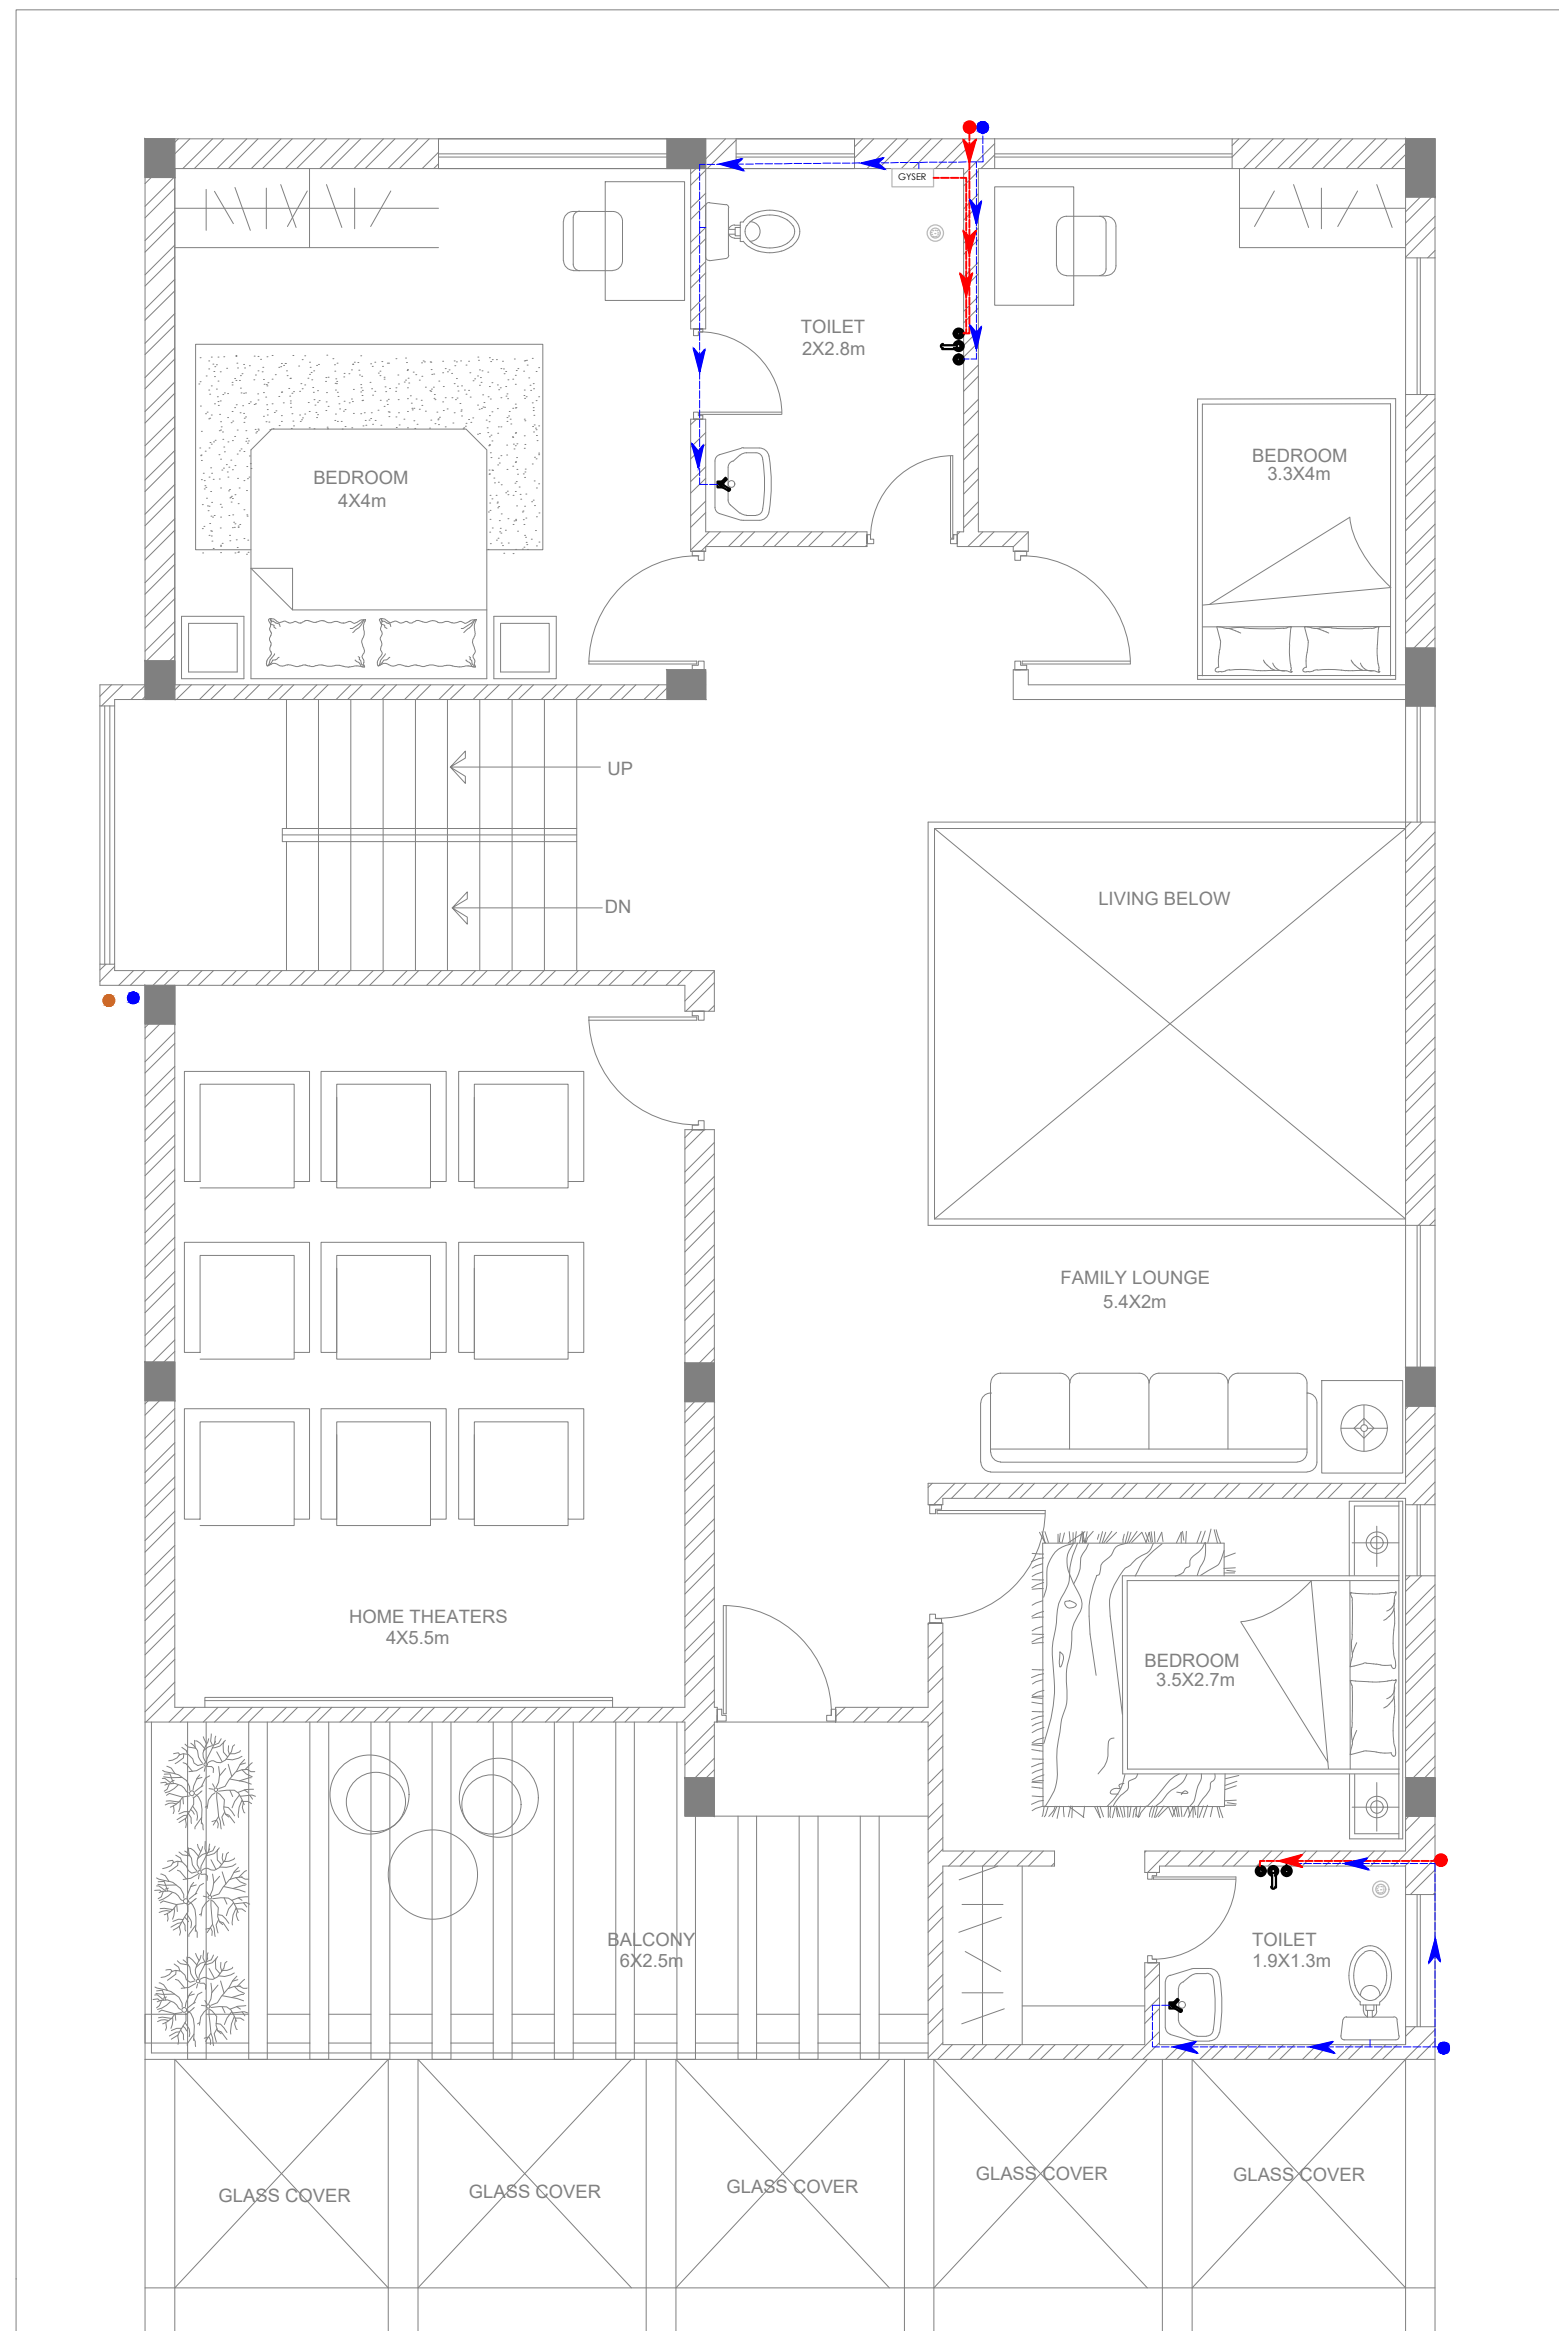 GYSER
TOILET
2X2.8m
BEDROOM
4X4m
BEDROOM
3.3X4m
UP
DN
LIVING BELOW
FAMILY LOUNGE
5.4X2m
HOME THEATERS
4X5.5m
BEDROOM
3.5X2.7m
BALCONY
6X2.5m
TOILET
1.9X1.3m
GLASS COVER
GLASS COVER
GLASS COVER
GLASS COVER
GLASS COVER